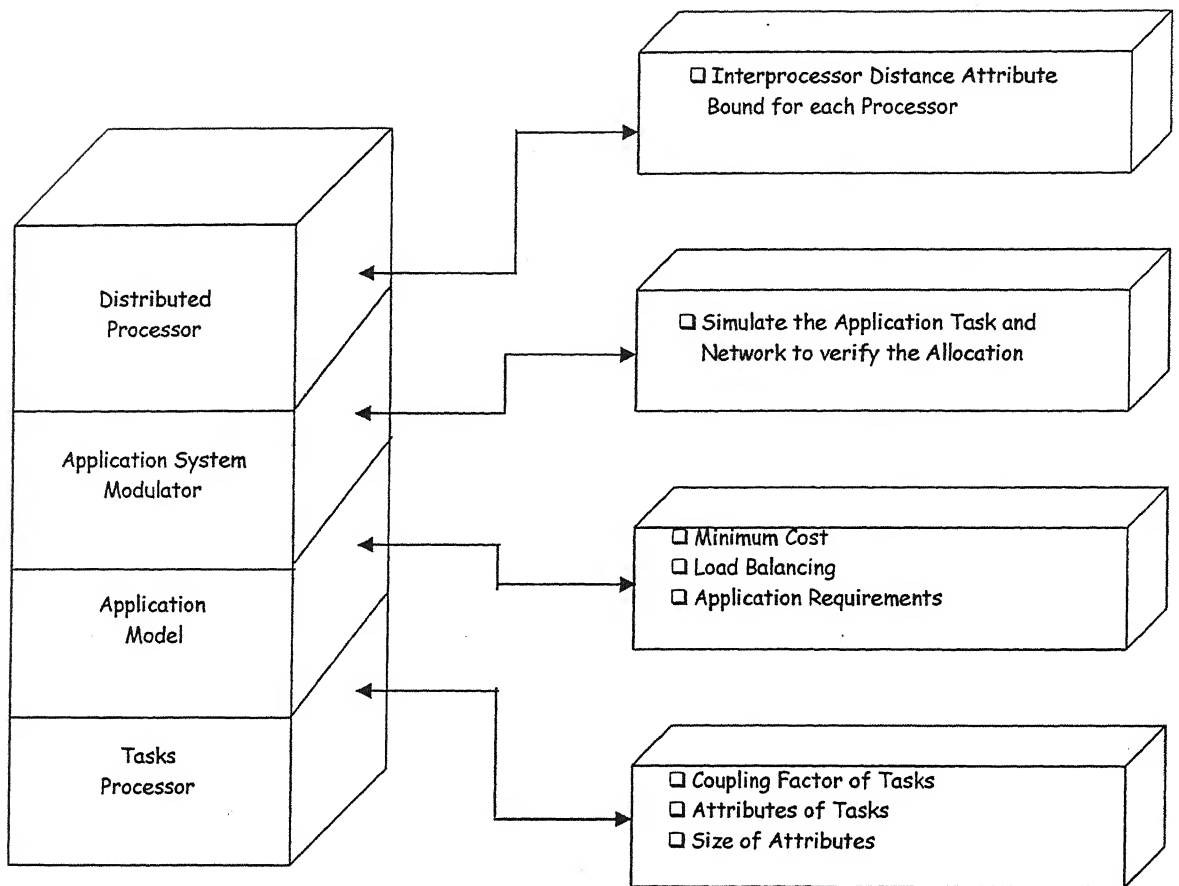 ❑ Interprocessor Distance Attribute
Bound for each Processor
Distributed
Processor
❑ Simulate the Application Task and
Network to verify the Allocation
Application System
Modulator
❑ Minimum Cost
❑ Load Balancing
❑ Application Requirements
Application
Model
Tasks
Processor
❑ Coupling Factor of Tasks
❑ Attributes of Tasks
❑ Size of Attributes